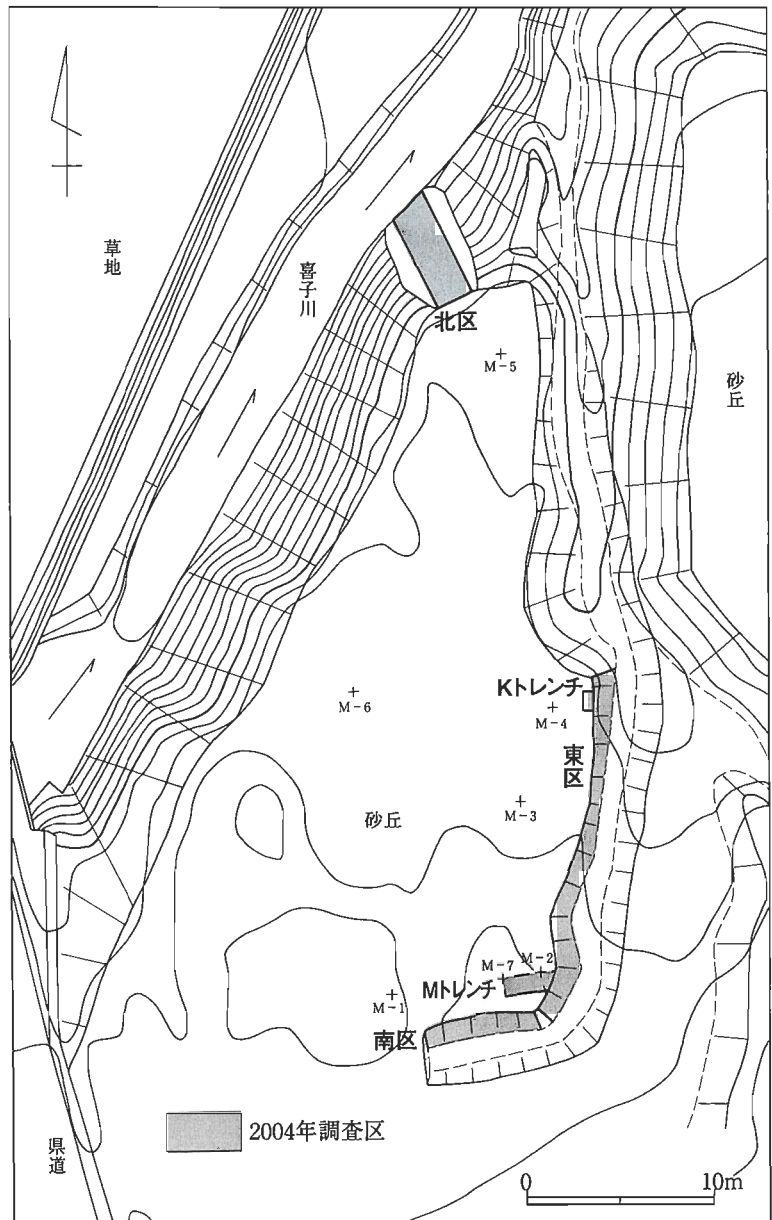 草地
喜子川
北区
M-5
砂丘
Kトレンチ
M-6
M-4
東区
砂丘
M-3
M-7
M-2
Mトレンチ
M-1
南区
2004年調査区
県道
0
10m